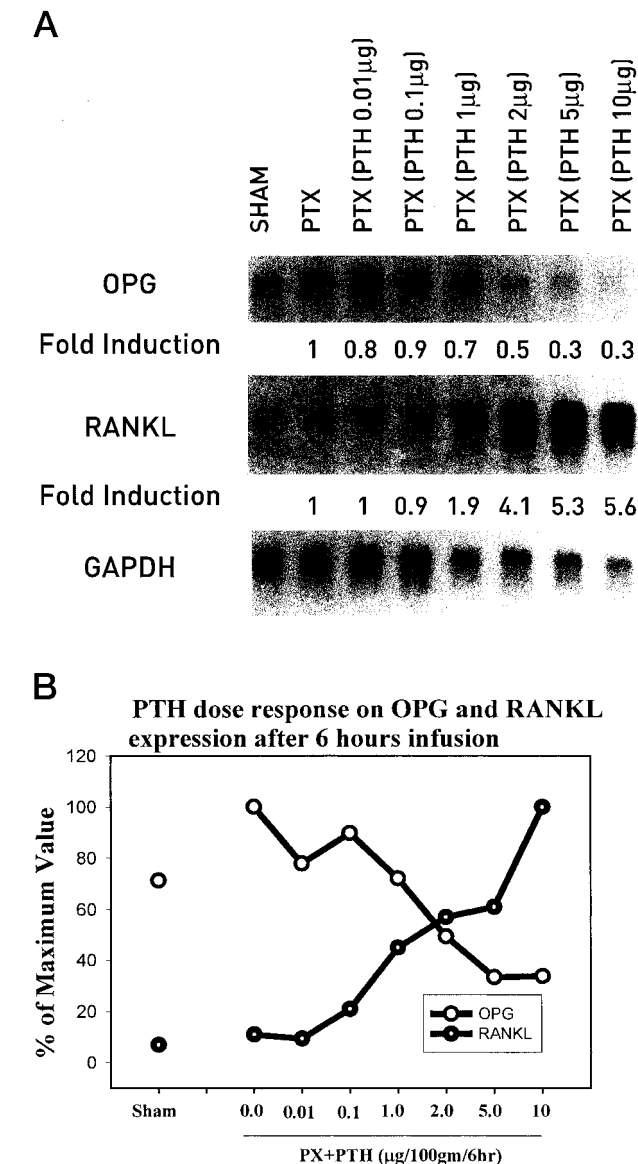 A
SHAM
PTX
PTX (PTH 0.01µg)
PTX (PTH 0.1µg)
PTX (PTH 1µg)
PTX (PTH 2µg)
PTX (PTH 5µg)
PTX (PTH 10µg)
OPG
Fold Induction 1 0.8 0.9 0.7 0.5 0.3 0.3
RANKL
Fold Induction 1 1 0.9 1.9 4.1 5.3 5.6
GAPDH
B
PTH dose response on OPG and RANKL
expression after 6 hours infusion
% of Maximum Value
120
100
80
60
40
20
0
OPG
RANKL
Sham 0.0 0.01 0.1 1.0 2.0 5.0 10
PX+PTH (µg/100gm/6hr)